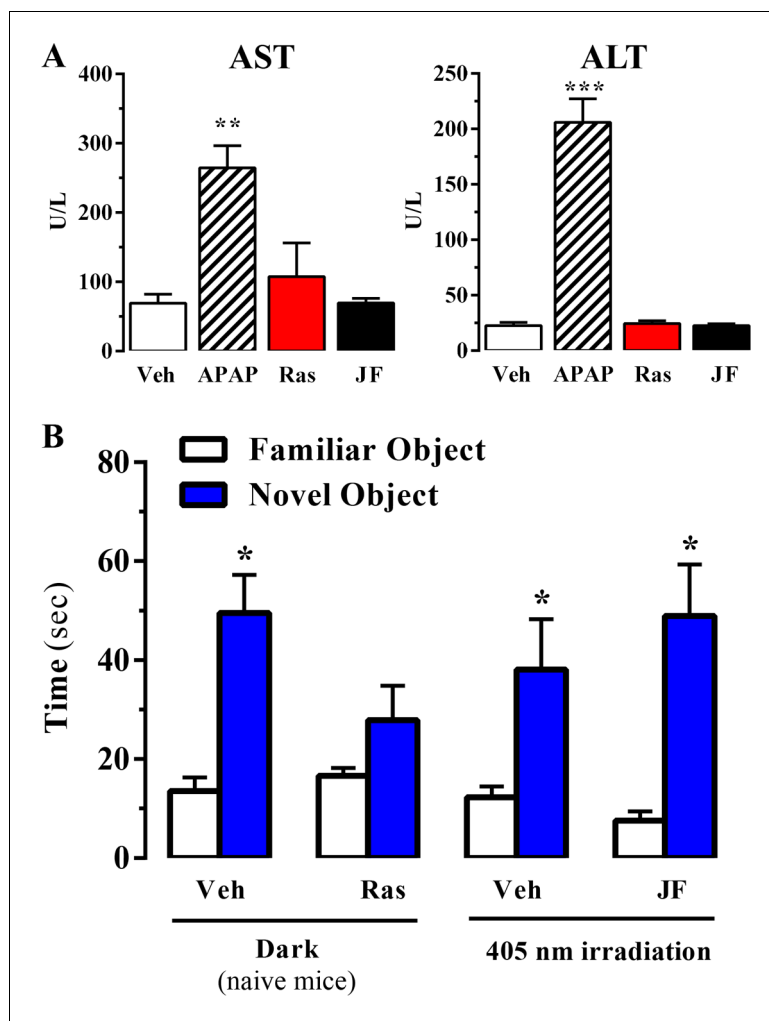 A
AST
400
300
200
100
0
U/L
**
Veh APAP Ras JF
ALT
250
200
150
100
50
25
0
U/L
***
Veh APAP Ras JF
B
Familiar Object
Novel Object
80
60
40
20
0
Time (sec)
*
*
*
Veh Ras Veh JF
Dark
(naive mice)
405 nm irradiation